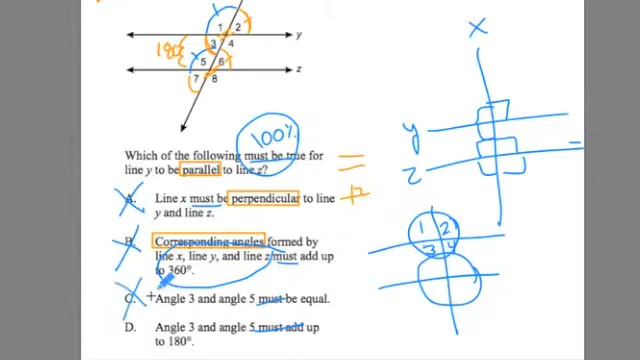 x
1 2
y
3 4
180
5 6
z
7 8
100%
y
z
Which of the following must be true for
line y to be parallel to line z?
A. Line x must be perpendicular to line
y and line z.
B. Corresponding angles formed by
line x, line y, and line z must add up
to 360°.
1 2
3 4
C. Angle 3 and angle 5 must be equal.
D. Angle 3 and angle 5 must add up
to 180°.